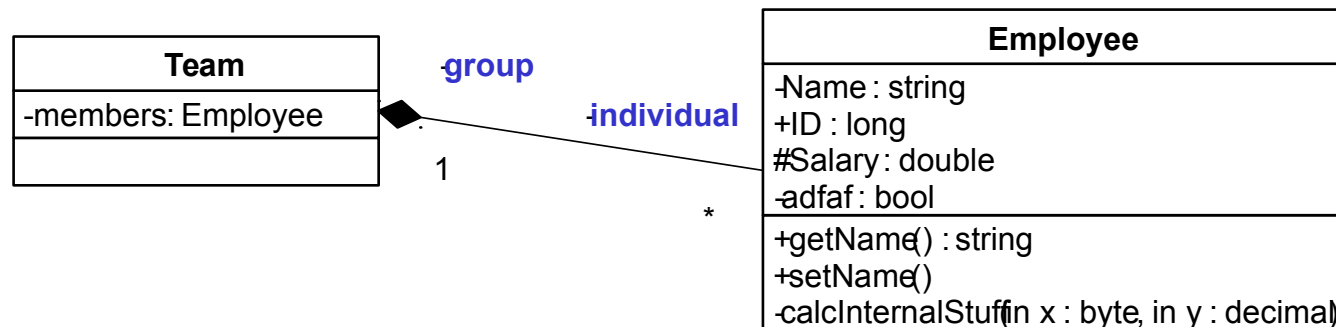 Team
-members: Employee
-group
1
-individual
*
Employee
-Name : string
+ID : long
#Salary : double
-adfaf : bool
+getName() : string
+setName()
-calcInternalStuff(in x : byte, in y : decimal)